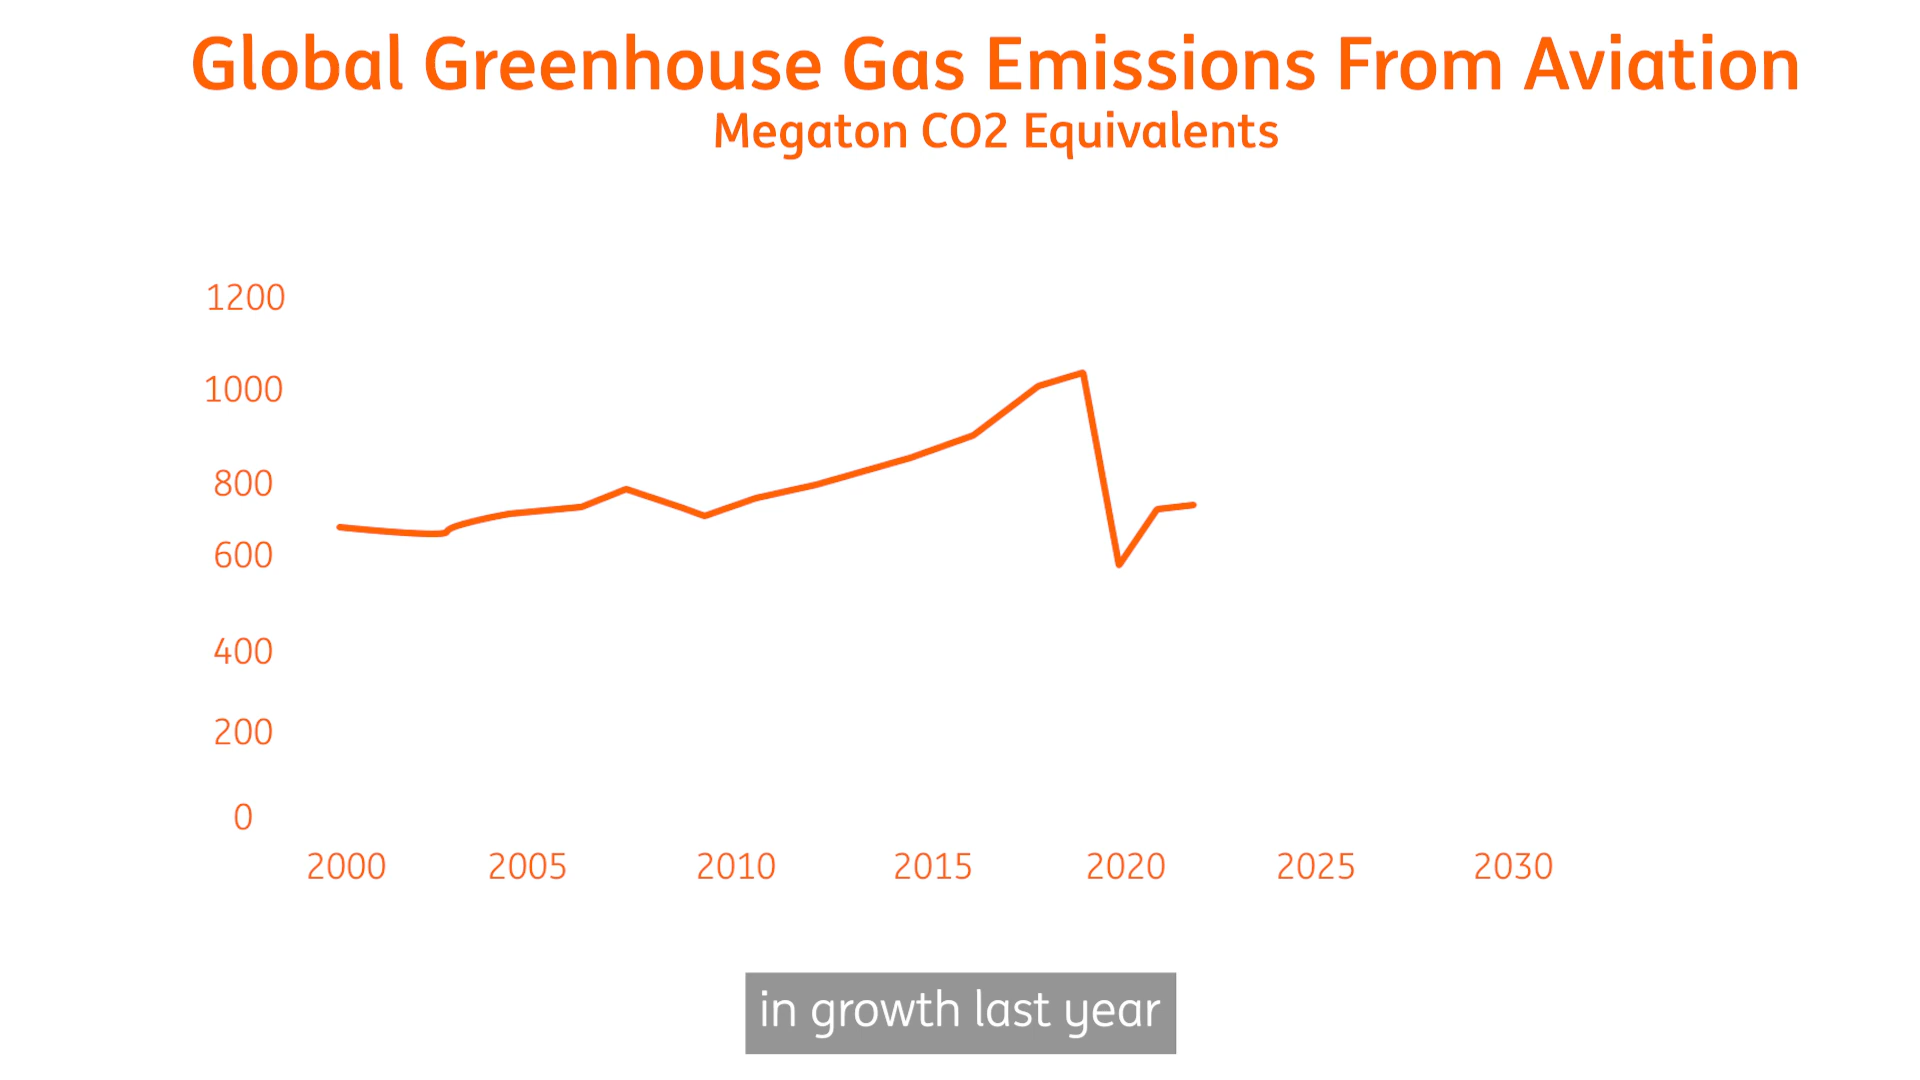 Global Greenhouse Gas Emissions From Aviation
Megaton CO2 Equivalents
1200
1000
800
600
400
200
0
2000 2005 2010 2015 2020 2025 2030
in growth last year